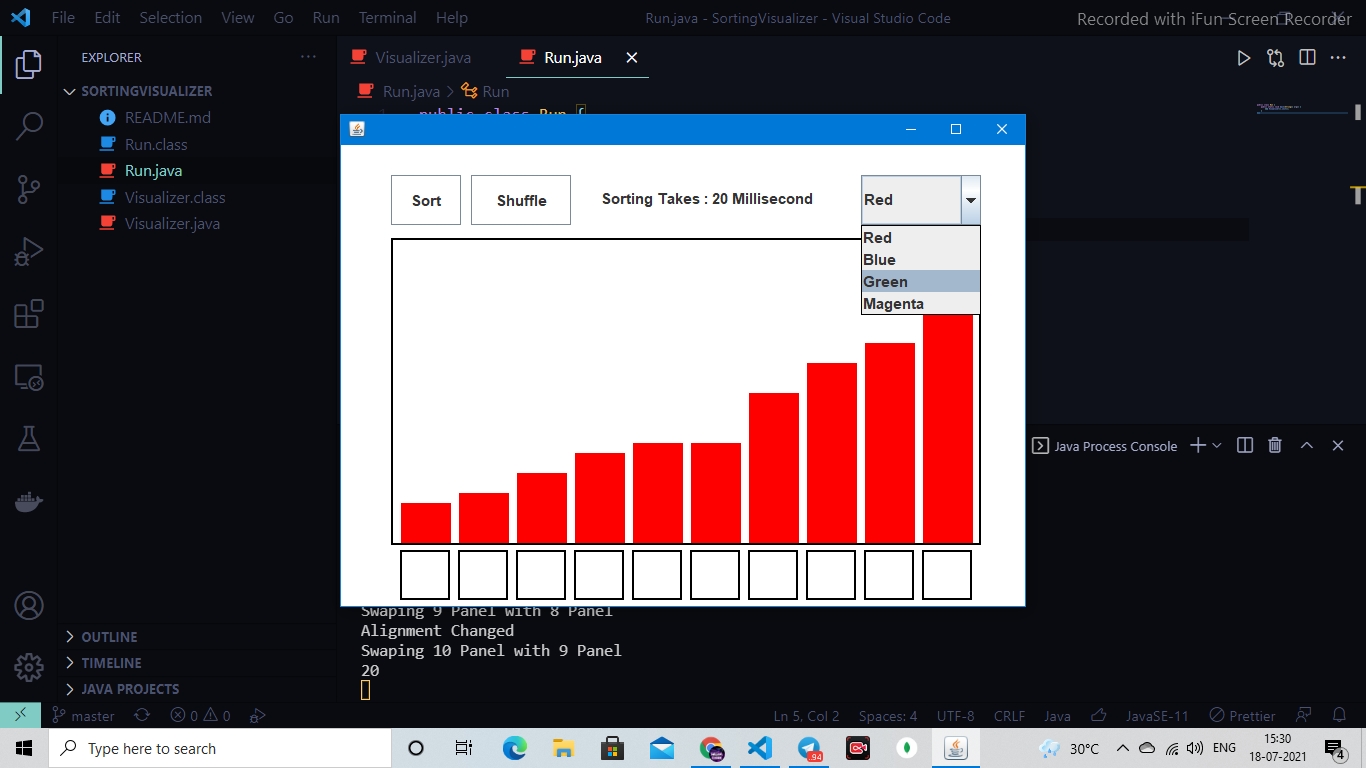 File Edit Selection View Go Run Terminal Help
Run.java - SortingVisualizer - Visual Studio Code
Recorded with iFun Screen Recorder
EXPLORER
SORTINGVISUALIZER
README.md
Run.class
Run.java
Visualizer.class
Visualizer.java
OUTLINE
TIMELINE
JAVA PROJECTS
Visualizer.java
Run.java
Run.java > Run
1 public class Run {
Sort
Shuffle
Sorting Takes : 20 Millisecond
Red
Red
Blue
Green
Magenta
Java Process Console
Swaping 9 Panel with 8 Panel
Alignment Changed
Swaping 10 Panel with 9 Panel
20
master
0
0
Ln 5, Col 2
Spaces: 4
UTF-8
CRLF
Java
JavaSE-11
Prettier
Type here to search
94
30°C
ENG
15:30
18-07-2021
4